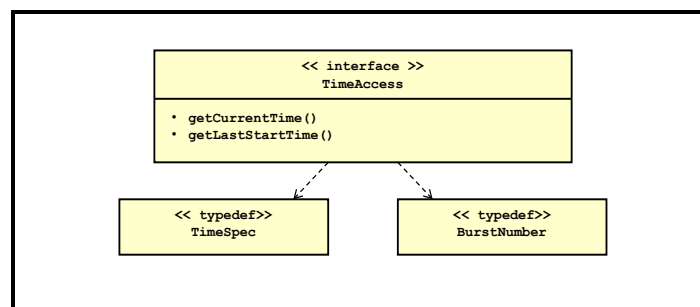 << interface >>
TimeAccess
• getCurrentTime()
• getLastStartTime()
<< typedef>>
TimeSpec
<< typedef>>
BurstNumber